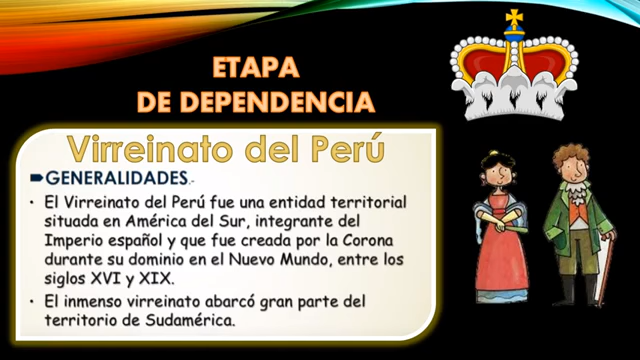 ETAPA
DE DEPENDENCIA
Virreinato del Perú
GENERALIDADES.-
• El Virreinato del Perú fue una entidad territorial
situada en América del Sur, integrante del
Imperio español y que fue creada por la Corona
durante su dominio en el Nuevo Mundo, entre los
siglos XVI y XIX.
• El inmenso virreinato abarcó gran parte del
territorio de Sudamérica.